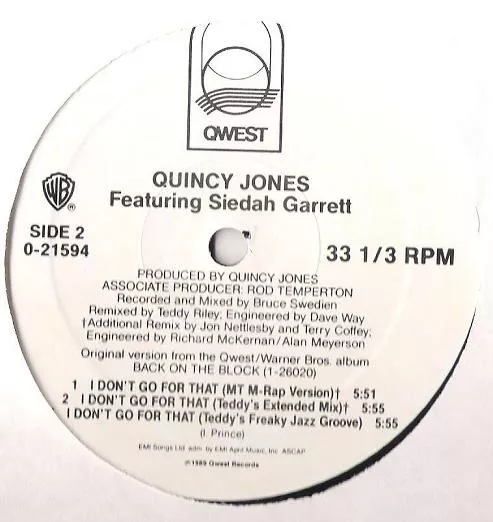 QWEST
QUINCY JONES
Featuring Siedah Garrett
WB
®
SIDE 2
0-21594
33 1/3 RPM
PRODUCED BY QUINCY JONES
ASSOCIATE PRODUCER: ROD TEMPERTON
Recorded and Mixed by Bruce Swedien
Remixed by Teddy Riley; Engineered by Dave Way
†Additional Remix by Jon Nettlesby and Terry Coffey;
Engineered by Richard McKernan/Alan Meyerson
Original version from the Qwest/Warner Bros. album
BACK ON THE BLOCK (1-26020)
1 I DON'T GO FOR THAT (MT M-Rap Version)† 5:51
2 I DON'T GO FOR THAT (Teddy's Extended Mix)† 5:55
I DON'T GO FOR THAT (Teddy's Freaky Jazz Groove) 5:55
(I. Prince)
EMI Songs Ltd. adm. by EMI April Music, Inc. ASCAP
℗1989 Qwest Records